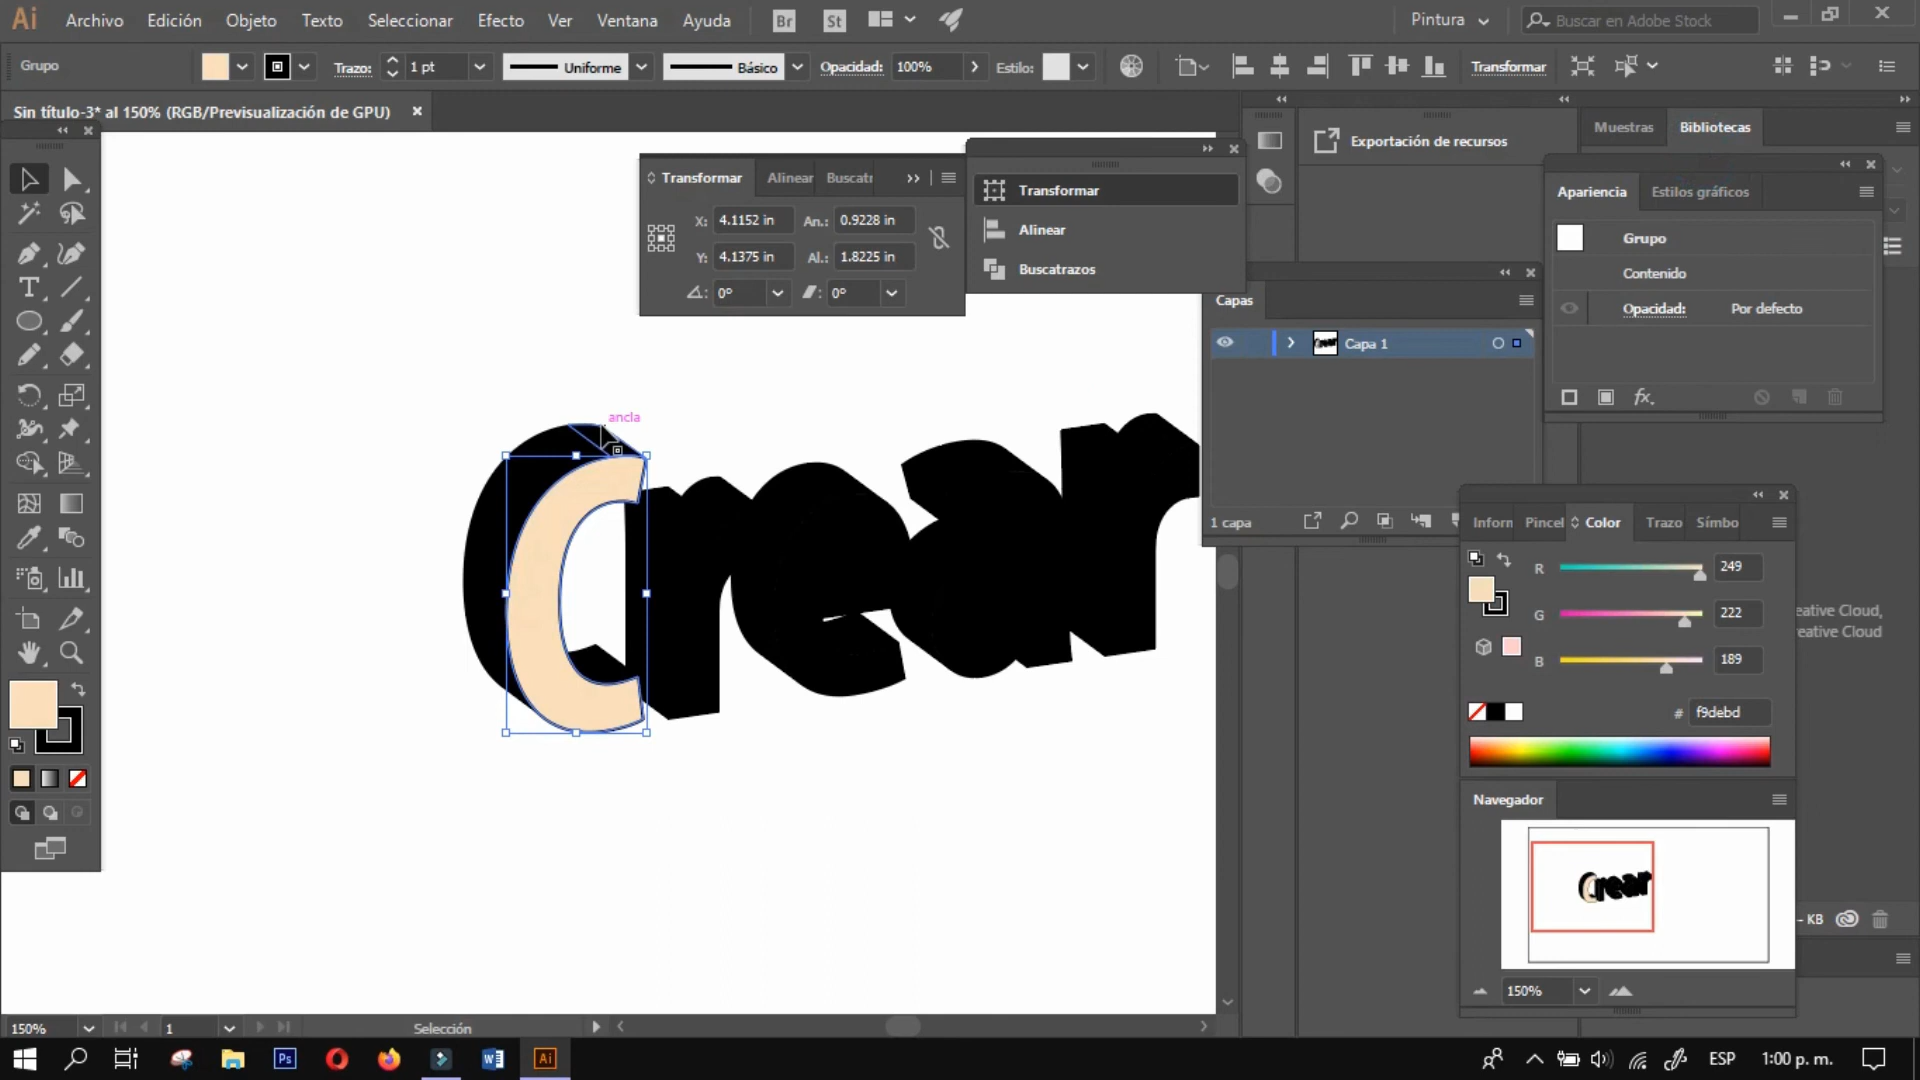 Ai Archivo Edición Objeto Texto Seleccionar Efecto Ver Ventana Ayuda Br St Pintura Buscar en Adobe Stock
Grupo Trazo: 1 pt Uniforme Básico Opacidad: 100% Estilo: Transformar
Sin título-3* al 150% (RGB/Previsualización de GPU)
Transformar Alinear Buscatr
X: 4.1152 in An.: 0.9228 in
Y: 4.1375 in Al.: 1.8225 in
0° 0°
Transformar
Alinear
Buscatrazos
Exportación de recursos
Muestras Bibliotecas
Apariencia Estilos gráficos
Grupo
Contenido
Opacidad: Por defecto
fx.
Capas
Capa 1
1 capa
ancla
Crear
Inforn Pincel Color Trazo Símbo
R 249
G 222
B 189
# f9debd
eative Cloud,
reative Cloud
Navegador
Crear
- KB
150%
150% 1 Selección
Ps Ai ESP 1:00 p. m.